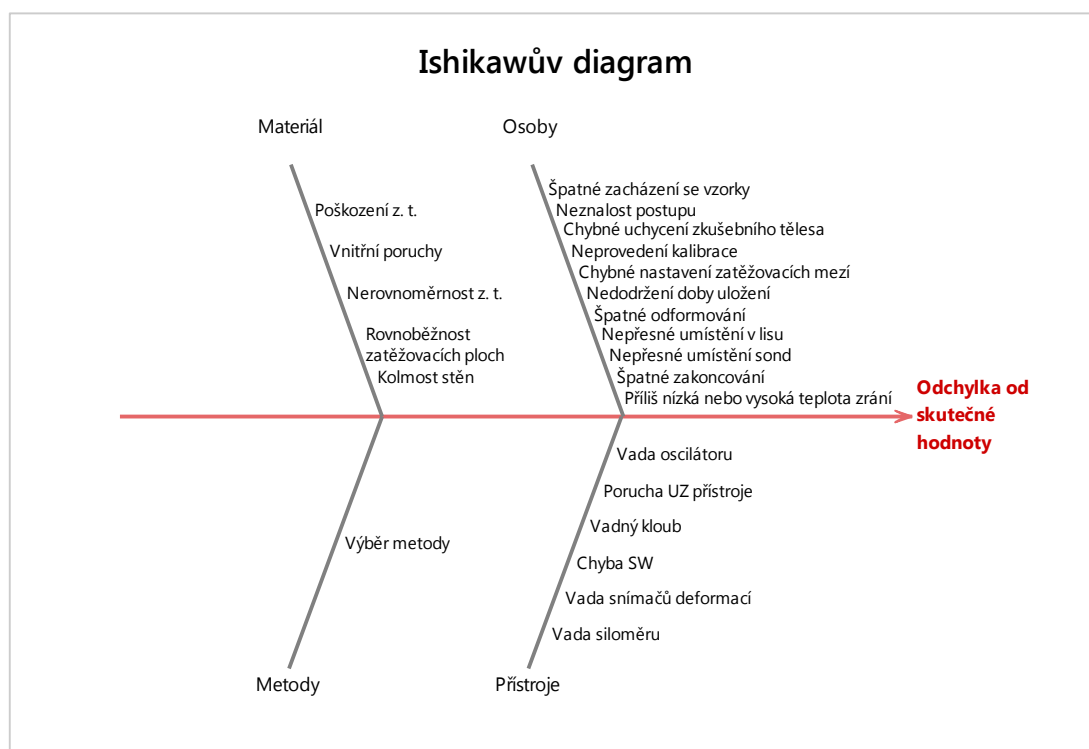 Ishikawův diagram
Materiál
Osoby
Poškození z. t.
Vnitřní poruchy
Nerovnoměrnost z. t.
Rovnoběžnost
zatěžovacích ploch
Kolmost stěn
Špatné zacházení se vzorky
Neznalost postupu
Chybné uchycení zkušebního tělesa
Neprovedení kalibrace
Chybné nastavení zatěžovacích mezí
Nedodržení doby uložení
Špatné odformování
Nepřesné umístění v lisu
Nepřesné umístění sond
Špatné zakoncování
Příliš nízká nebo vysoká teplota zrání
Odchylka od
skutečné
hodnoty
Výběr metody
Vada oscilátoru
Porucha UZ přístroje
Vadný kloub
Chyba SW
Vada snímačů deformací
Vada siloměru
Metody
Přístroje